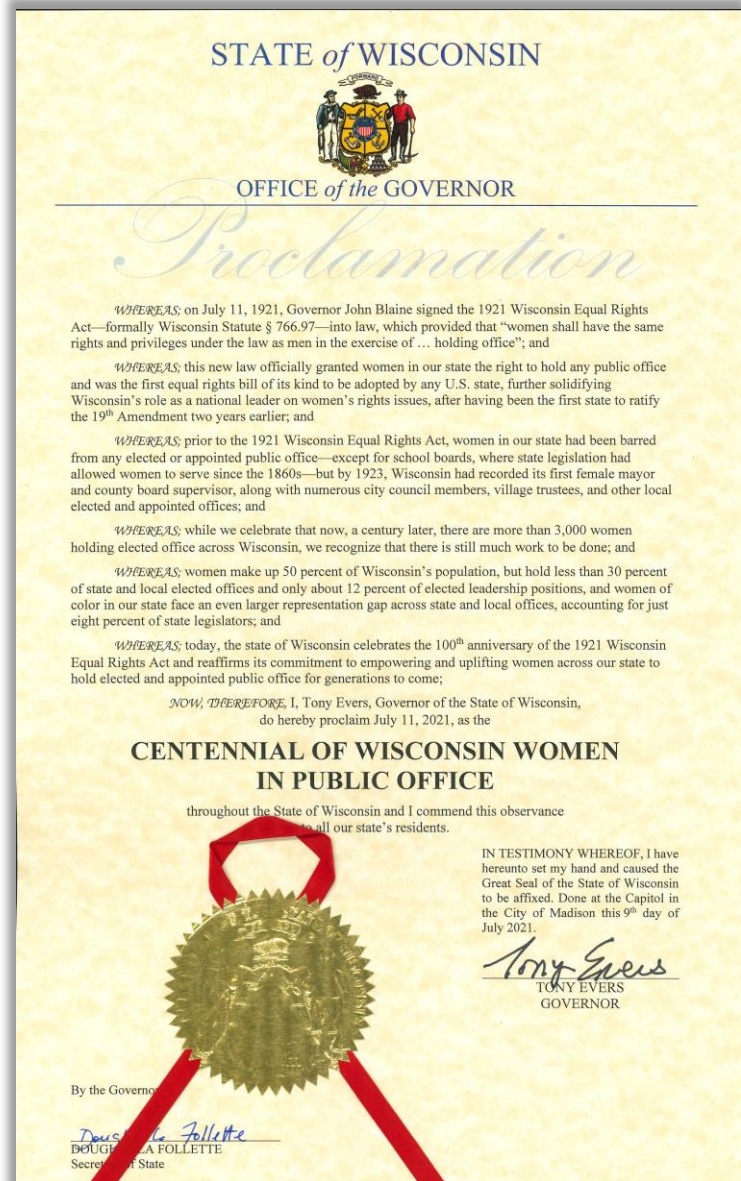 STATE of WISCONSIN
FORWARD
OFFICE of the GOVERNOR
Proclamation
WHEREAS; on July 11, 1921, Governor John Blaine signed the 1921 Wisconsin Equal Rights
Act—formally Wisconsin Statute § 766.97—into law, which provided that “women shall have the same
rights and privileges under the law as men in the exercise of … holding office”; and
WHEREAS; this new law officially granted women in our state the right to hold any public office
and was the first equal rights bill of its kind to be adopted by any U.S. state, further solidifying
Wisconsin’s role as a national leader on women’s rights issues, after having been the first state to ratify
the 19th Amendment two years earlier; and
WHEREAS; prior to the 1921 Wisconsin Equal Rights Act, women in our state had been barred
from any elected or appointed public office—except for school boards, where state legislation had
allowed women to serve since the 1860s—but by 1923, Wisconsin had recorded its first female mayor
and county board supervisor, along with numerous city council members, village trustees, and other local
elected and appointed offices; and
WHEREAS; while we celebrate that now, a century later, there are more than 3,000 women
holding elected office across Wisconsin, we recognize that there is still much work to be done; and
WHEREAS; women make up 50 percent of Wisconsin’s population, but hold less than 30 percent
of state and local elected offices and only about 12 percent of elected leadership positions, and women of
color in our state face an even larger representation gap across state and local offices, accounting for just
eight percent of state legislators; and
WHEREAS; today, the state of Wisconsin celebrates the 100th anniversary of the 1921 Wisconsin
Equal Rights Act and reaffirms its commitment to empowering and uplifting women across our state to
hold elected and appointed public office for generations to come;
NOW, THEREFORE, I, Tony Evers, Governor of the State of Wisconsin,
do hereby proclaim July 11, 2021, as the
CENTENNIAL OF WISCONSIN WOMEN
IN PUBLIC OFFICE
throughout the State of Wisconsin and I commend this observance
to all our state’s residents.
IN TESTIMONY WHEREOF, I have
hereunto set my hand and caused the
Great Seal of the State of Wisconsin
to be affixed. Done at the Capitol in
the City of Madison this 9th day of
July 2021.
Tony Evers
TONY EVERS
GOVERNOR
By the Governor
Doug La Follette
DOUG LA FOLLETTE
Secretary of State